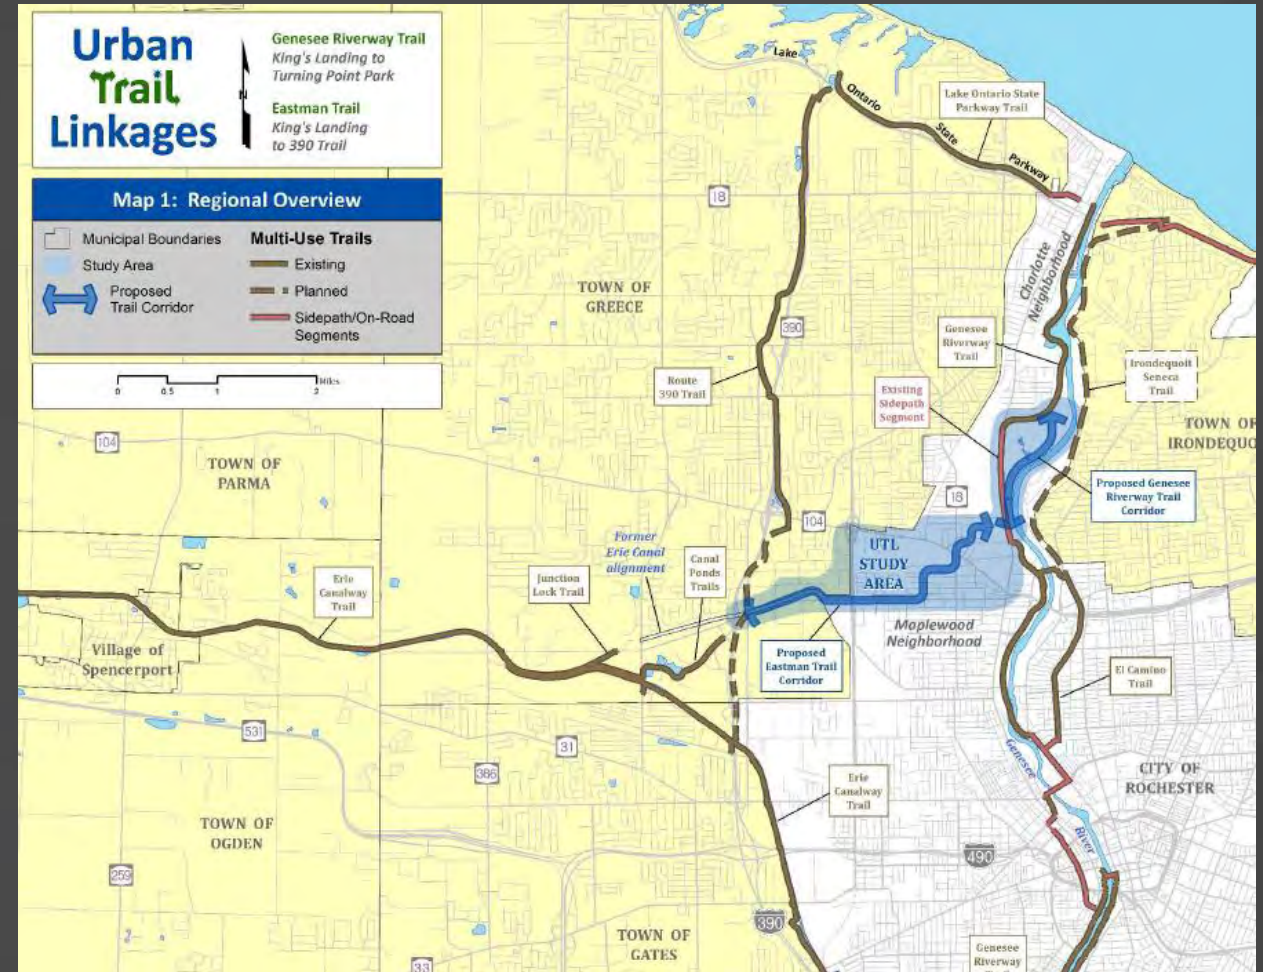 Urban
Trail
Linkages
N
Genesee Riverway Trail
King's Landing to
Turning Point Park
Eastman Trail
King's Landing
to 390 Trail
Map 1: Regional Overview
Municipal Boundaries
Study Area
Proposed
Trail Corridor
Multi-Use Trails
Existing
Planned
Sidepath/On-Road
Segments
0
0.5
1
2
Miles
Lake
Ontario
State
Parkway
Lake Ontario State
Parkway Trail
18
TOWN OF
GREECE
Charlotte
Neighborhood
390
Genesee
Riverway
Trail
Irondequoit
Seneca
Trail
Route
390 Trail
Existing
Sidepath
Segment
TOWN OF
IRONDEQUO
104
TOWN OF
PARMA
Proposed Genesee
Riverway Trail
Corridor
18
104
Former
Erie Canal
alignment
UTL
STUDY
AREA
Canal
Ponds
Trails
Junction
Lock Trail
Erie
Canalway
Trail
Maplewood
Neighborhood
Village of
Spencerport
Proposed
Eastman Trail
Corridor
El Camino
Trail
531
31
386
Genesee
River
CITY OF
ROCHESTER
Erie
Canalway
Trail
TOWN OF
OGDEN
490
259
390
TOWN OF
GATES
33
Genesee
Riverway